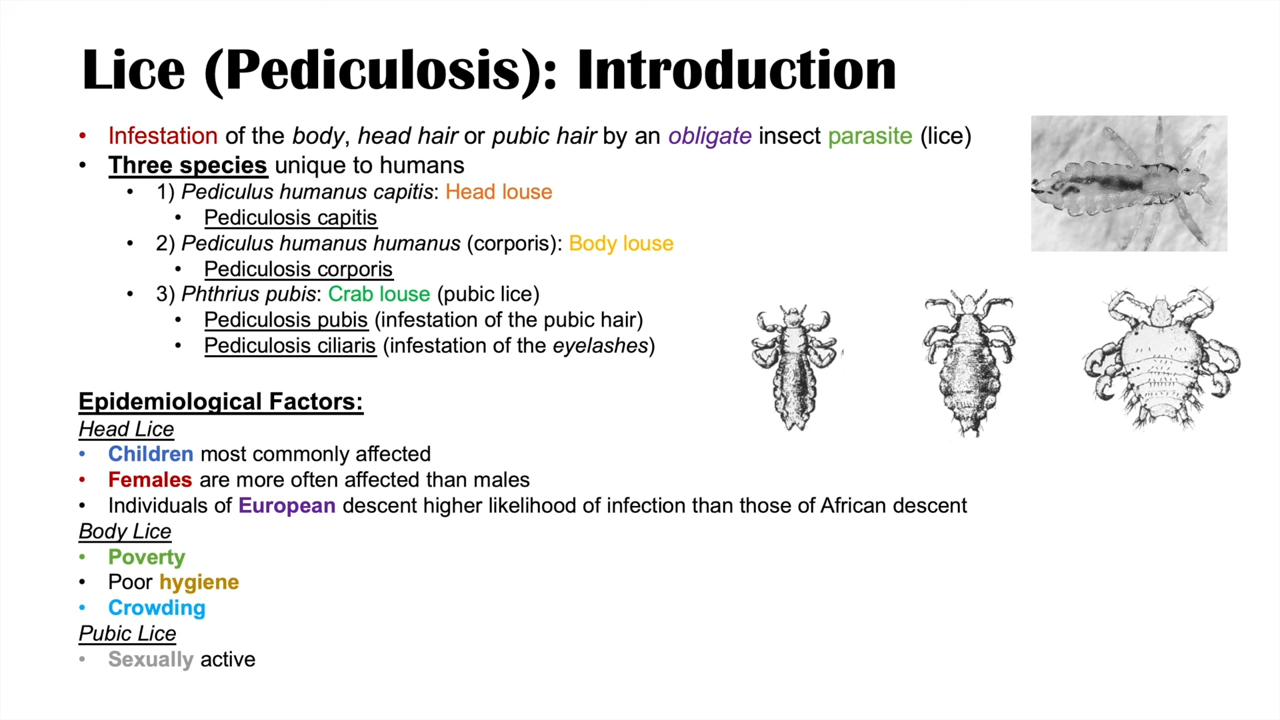 Lice (Pediculosis): Introduction
• Infestation of the body, head hair or pubic hair by an obligate insect parasite (lice)
• Three species unique to humans
• 1) Pediculus humanus capitis: Head louse
• Pediculosis capitis
• 2) Pediculus humanus humanus (corporis): Body louse
• Pediculosis corporis
• 3) Phthrius pubis: Crab louse (pubic lice)
• Pediculosis pubis (infestation of the pubic hair)
• Pediculosis ciliaris (infestation of the eyelashes)
Epidemiological Factors:
Head Lice
• Children most commonly affected
• Females are more often affected than males
• Individuals of European descent higher likelihood of infection than those of African descent
Body Lice
• Poverty
• Poor hygiene
• Crowding
Pubic Lice
• Sexually active